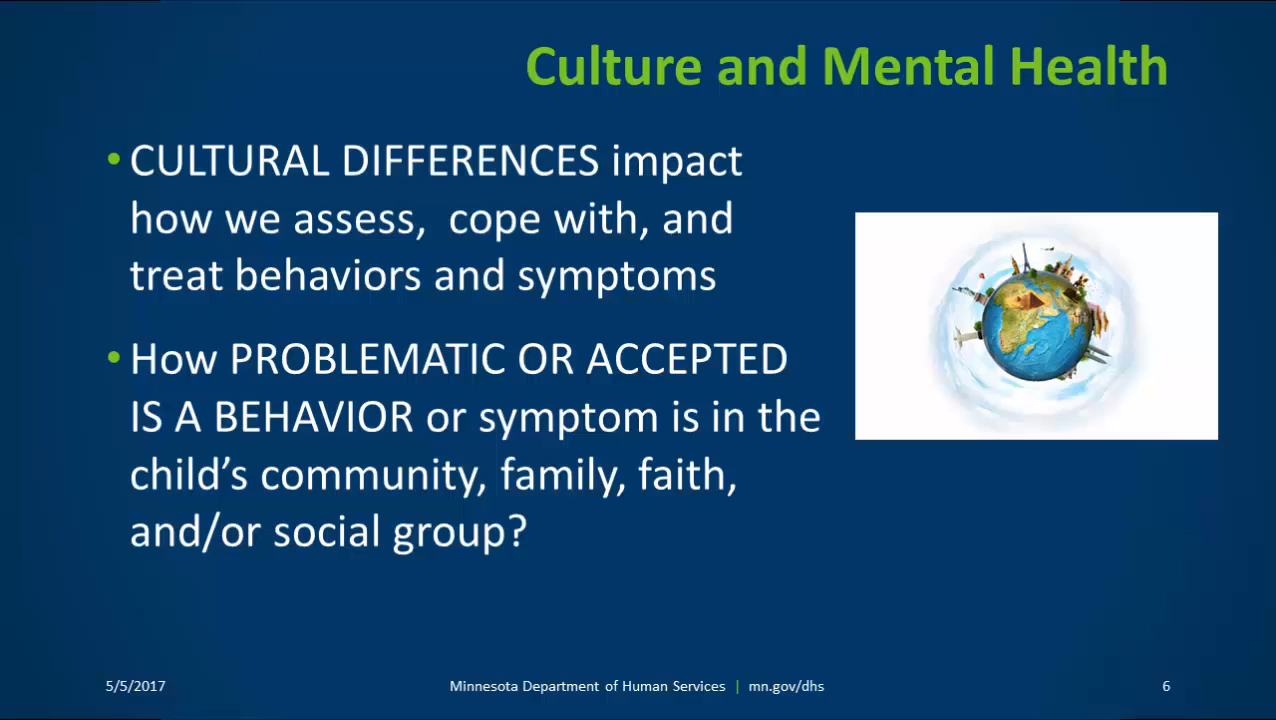 Culture and Mental Health
• CULTURAL DIFFERENCES impact
how we assess,  cope with, and
treat behaviors and symptoms
• How PROBLEMATIC OR ACCEPTED
IS A BEHAVIOR or symptom is in the
child's community, family, faith,
and/or social group?
5/5/2017
Minnesota Department of Human Services | mn.gov/dhs
6